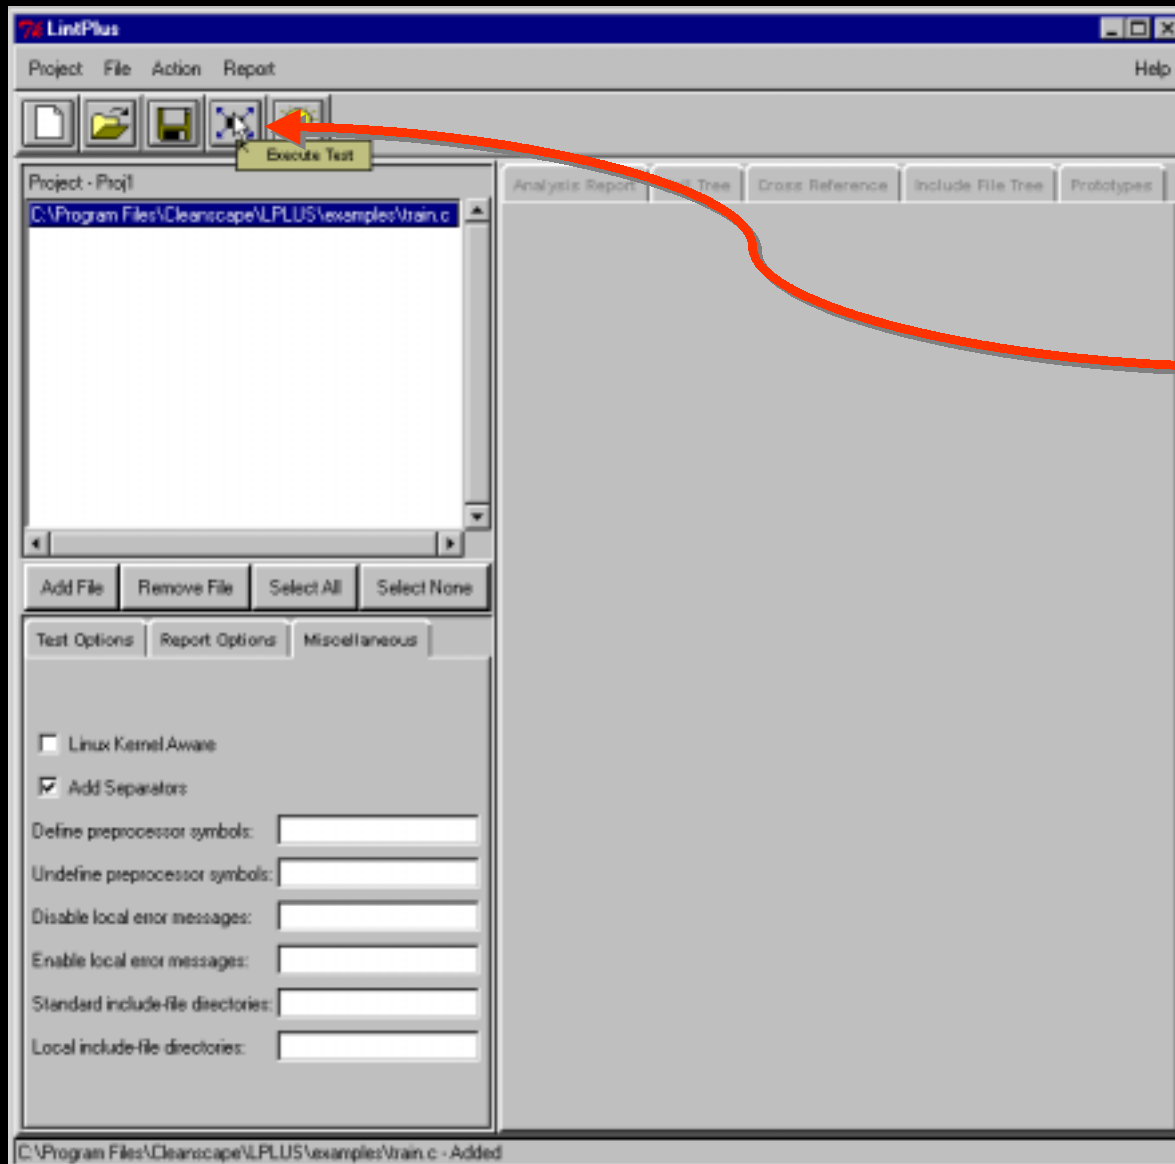 LintPlus
Project File Action Report Help
Execute Test
Project - Proj1
Analysis Report Tree Cross Reference Include File Tree Prototypes
C:\Program Files\Cleanscape\LPLUS\examples\train.c
Add File Remove File Select All Select None
Test Options Report Options Miscellaneous
Linux Kernel Aware
Add Separators
Define preprocessor symbols:
Undefine preprocessor symbols:
Disable local error messages:
Enable local error messages:
Standard include-file directories:
Local include-file directories:
C:\Program Files\Cleanscape\LPLUS\examples\train.c - Added